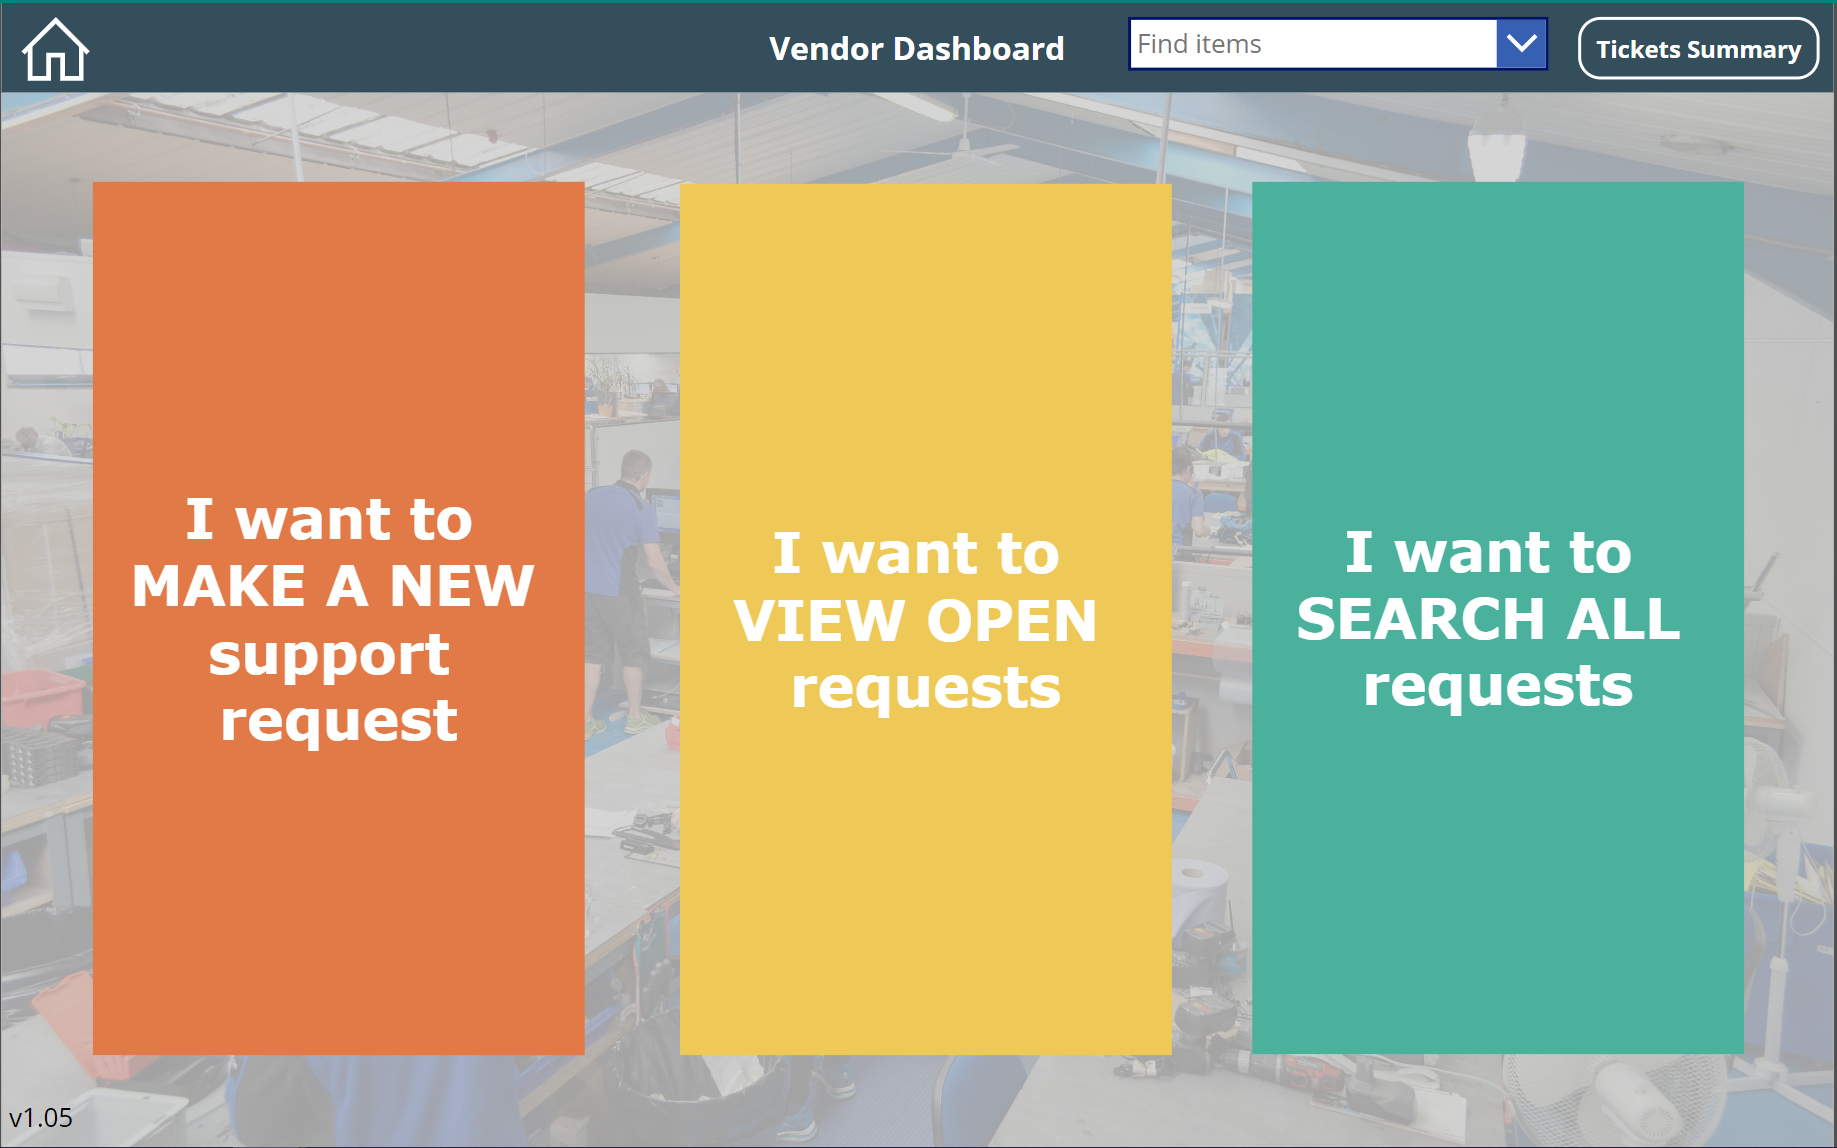 Vendor Dashboard
Find items
Tickets Summary
I want to
MAKE A NEW
support
request
I want to
VIEW OPEN
requests
I want to
SEARCH ALL
requests
v1.05